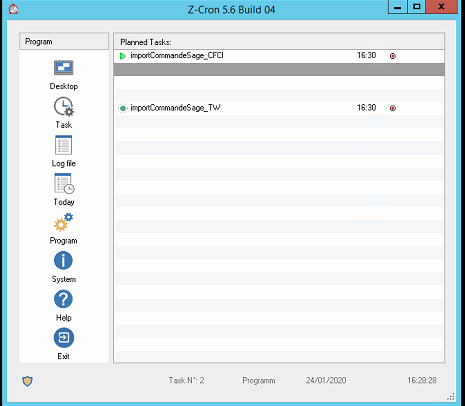 Z-Cron 5.6 Build 04
Program
Planned Tasks:
importCommandeSage_CFCI 16:30
importCommandeSage_TW 16:30
Desktop
Task
Log file
Today
Program
System
Help
Exit
Task N°: 2 Programm 24/01/2020 16:28:28